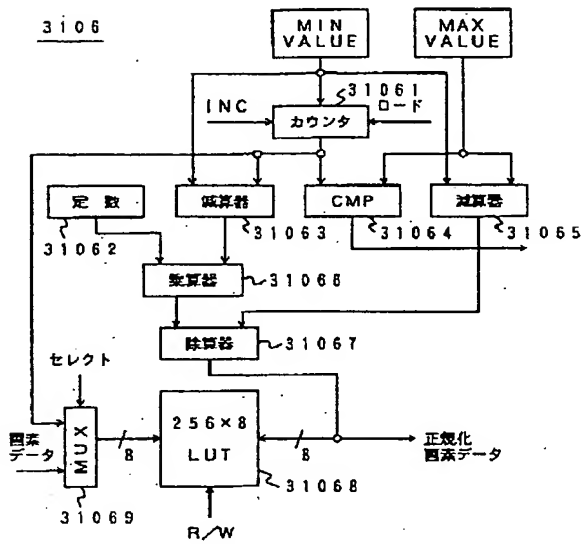 3106
MIN
VALUE
MAX
VALUE
31061
INC
カウンタ
ロード
定数
減算器
CMP
減算器
31062
31063
31064
31065
乗算器
31066
除算器
31067
セレクト
画素
データ
MUX
8
256×8
LUT
8
正規化
画素データ
31068
31069
R/W